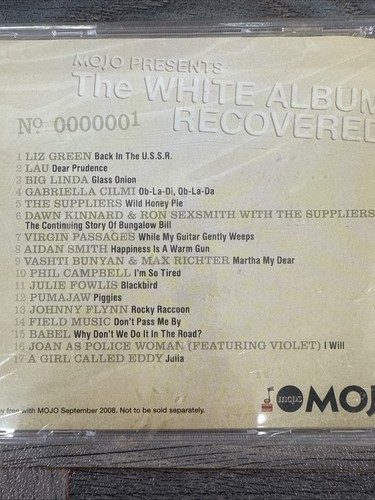 MOJO PRESENTS
The WHITE ALBUM
RECOVERED
Nº 0000001
1 LIZ GREEN Back In The U.S.S.R.
2 LAU Dear Prudence
3 BIG LINDA Glass Onion
4 GABRIELLA CILMI Ob-La-Di, Ob-La-Da
5 THE SUPPLIERS Wild Honey Pie
6 DAWN KINNARD & RON SEXSMITH WITH THE SUPPLIERS
The Continuing Story Of Bungalow Bill
7 VIRGIN PASSAGES While My Guitar Gently Weeps
8 AIDAN SMITH Happiness Is A Warm Gun
9 VASHTI BUNYAN & MAX RICHTER Martha My Dear
10 PHIL CAMPBELL I'm So Tired
11 JULIE FOWLIS Blackbird
12 PUMAJAW Piggies
13 JOHNNY FLYNN Rocky Raccoon
14 FIELD MUSIC Don't Pass Me By
15 BABEL Why Don't We Do It In The Road?
16 JOAN AS POLICE WOMAN (FEATURING VIOLET) I Will
17 A GIRL CALLED EDDY Julia
mcps MOJ
y free with MOJO September 2008. Not to be sold separately.